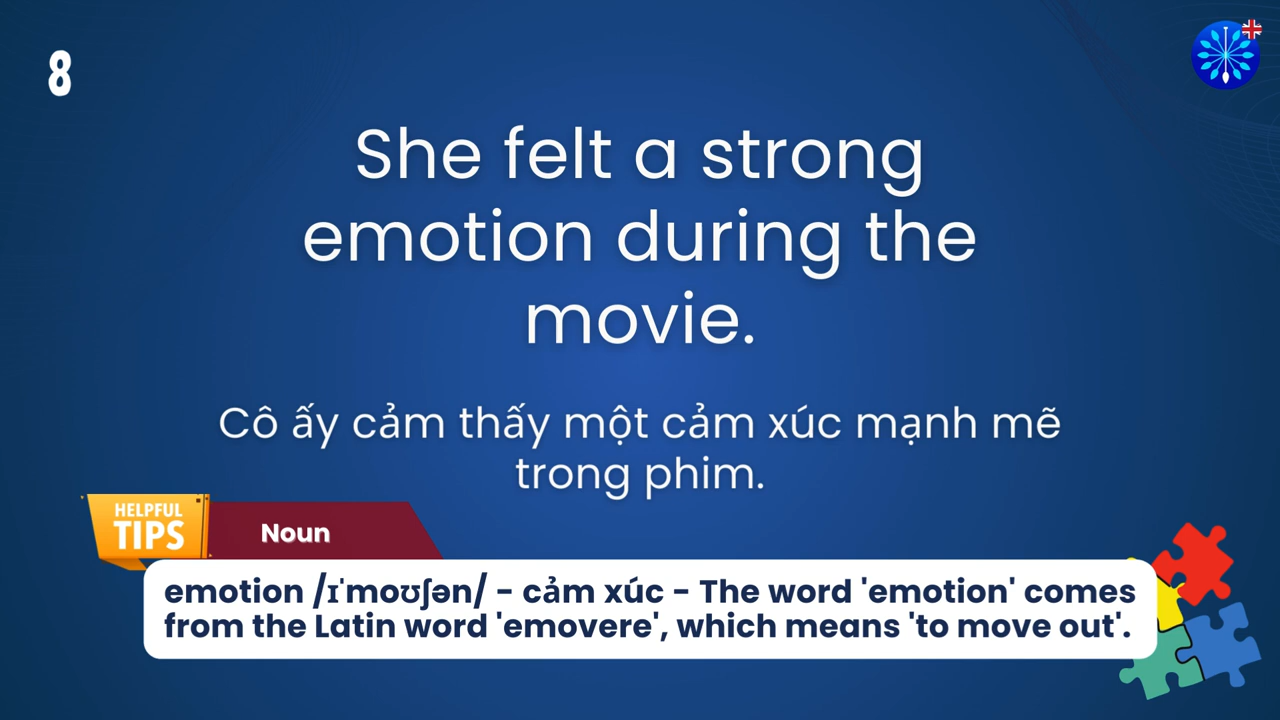 8
She felt a strong
emotion during the
movie.
Cô ấy cảm thấy một cảm xúc mạnh mẽ
trong phim.
HELPFUL
TIPS
Noun
emotion /ɪˈmoʊʃən/ - cảm xúc - The word 'emotion' comes
from the Latin word 'emovere', which means 'to move out'.